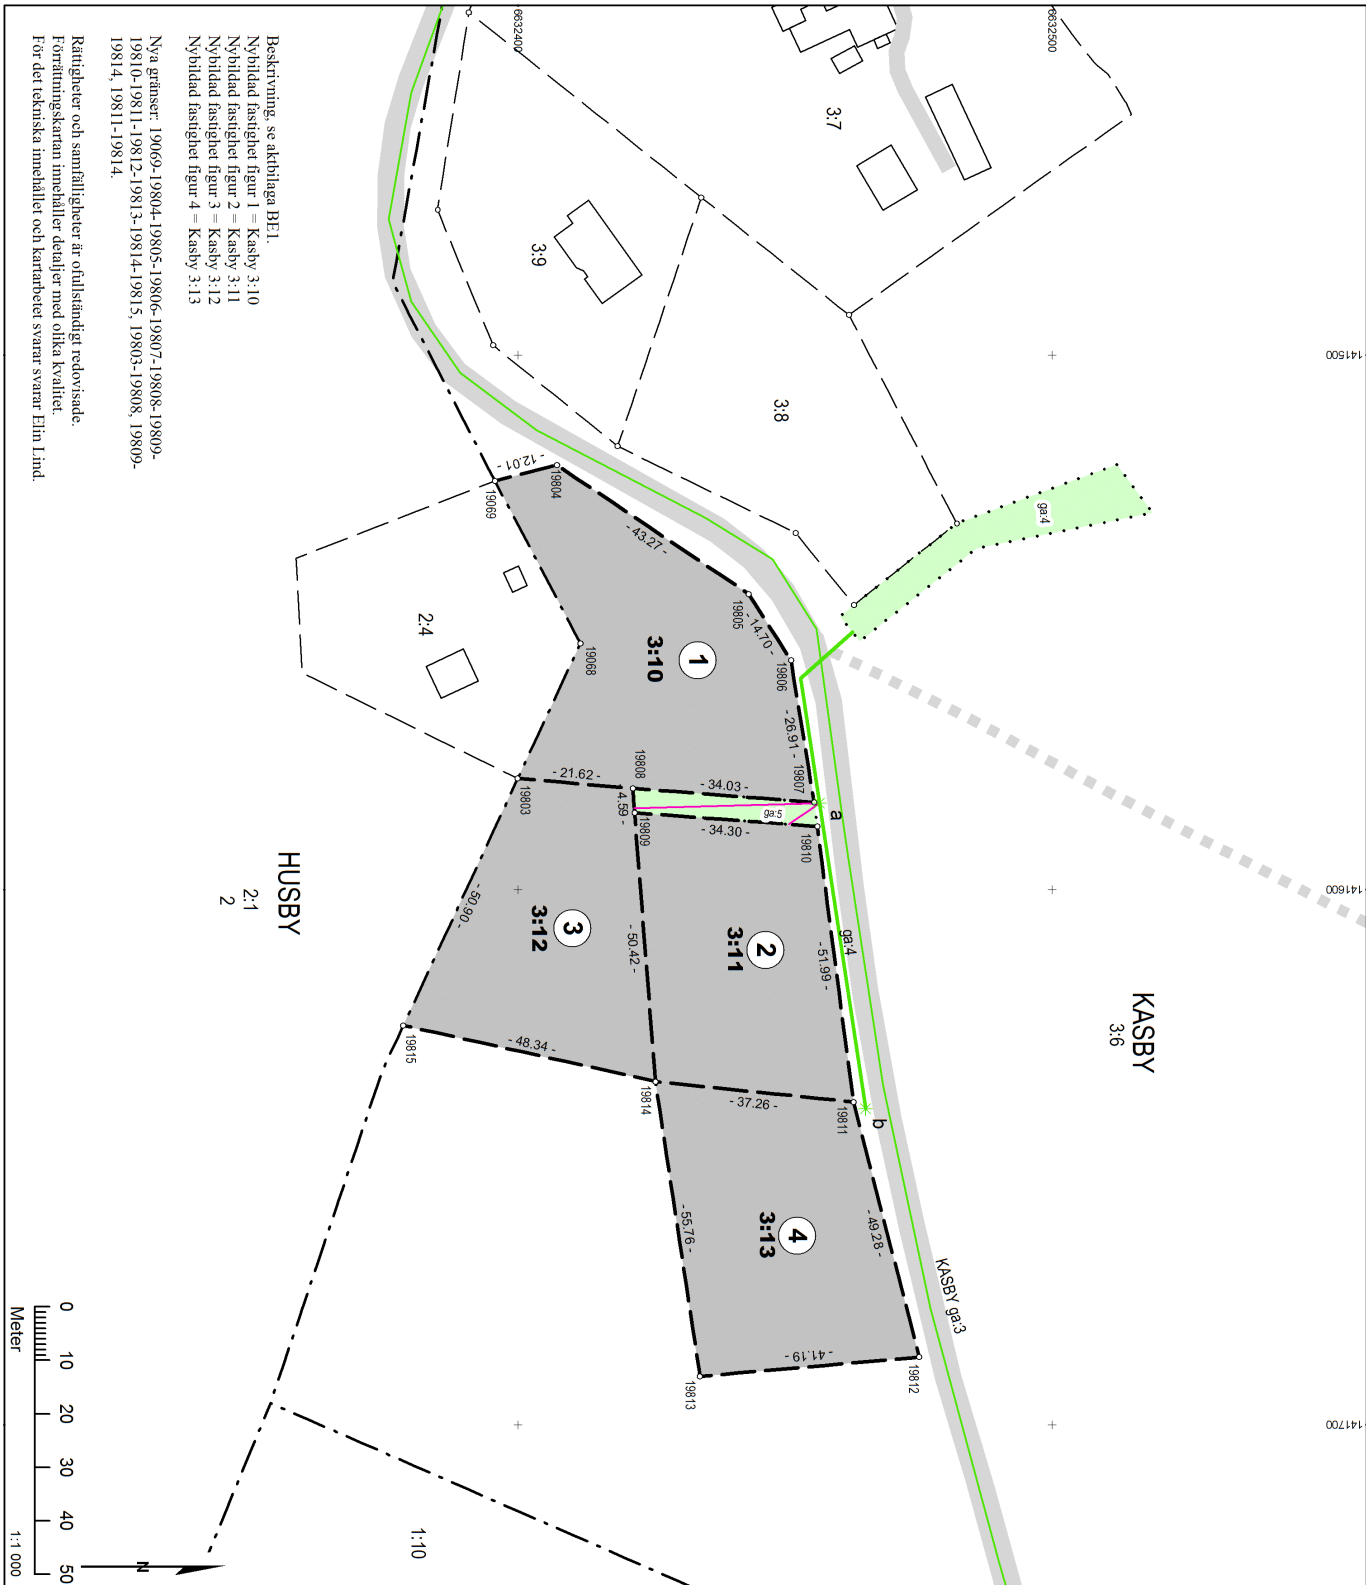 Beskrivning, se aktbilaga BE1.
Nybildad fastighet figur 1 = Kasby 3:10
Nybildad fastighet figur 2 = Kasby 3:11
Nybildad fastighet figur 3 = Kasby 3:12
Nybildad fastighet figur 4 = Kasby 3:13
Nya gränser: 19069-19804-19805-19806-19807-19808-19809-
19810-19811-19812-19813-19814-19815, 19803-19808, 19809-
19814, 19811-19814.
Rättigheter och samfälligheter är ofullständigt redovisade.
Förrättningskartan innehåller detaljer med olika kvalitet.
För det tekniska innehållet och kartarbetet svarar svarar Elin Lind.
6632400
6632500
141500
141600
141700
3:7
3:9
3:8
ga:4
- 12.01 -
19804
19069
- 43.27 -
19805
- 14.70 -
19806
2:4
19068
1
3:10
- 26.91 -
19807
19808
- 34.03 -
- 21.62 -
19803
4.59 -
19809
ga:5
- 34.30 -
19810
a
HUSBY
2:1
2
- 50.90 -
3
3:12
- 50.42 -
2
3:11
- 51.99 -
ga:4
KASBY
3:6
19815
- 48.34 -
19814
- 37.26 -
19811
b
4
3:13
- 49.28 -
- 55.76 -
KASBY ga:3
- 41.19 -
19812
19813
1:10
0 10 20 30 40 50
Meter
1:1 000
N